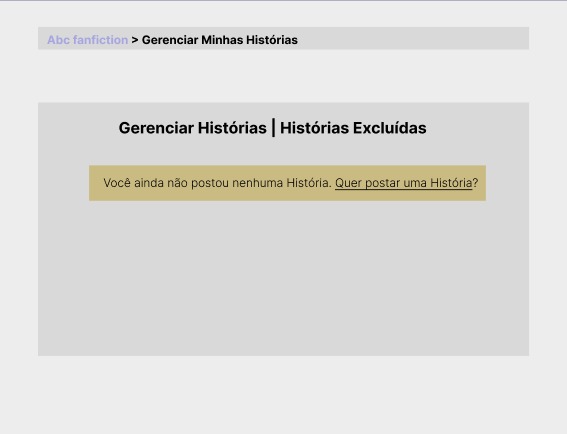 Abc fanfiction > Gerenciar Minhas Histórias
Gerenciar Histórias | Histórias Excluídas
Você ainda não postou nenhuma História. Quer postar uma História?